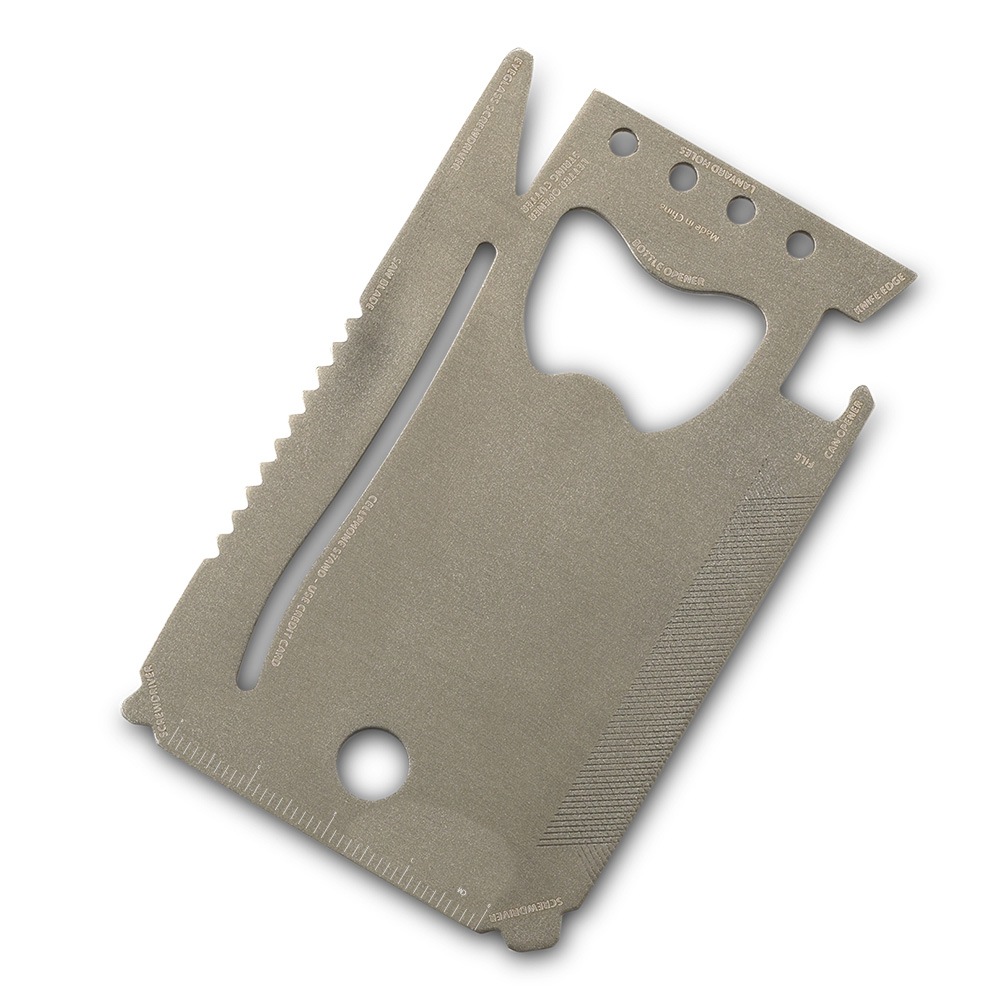 EYEGLASS-SCREWDRIVER
LANYARD HOLES
STRING CUTTER
LETTER OPENER
Made in China
BOTTLE OPENER
KNIFE EDGE
SAW BLADE
CAN OPENER
FILE
CELLPHONE STAND - USE CREDIT CARD
SCREWDRIVER
CM
SCREWDRIVER